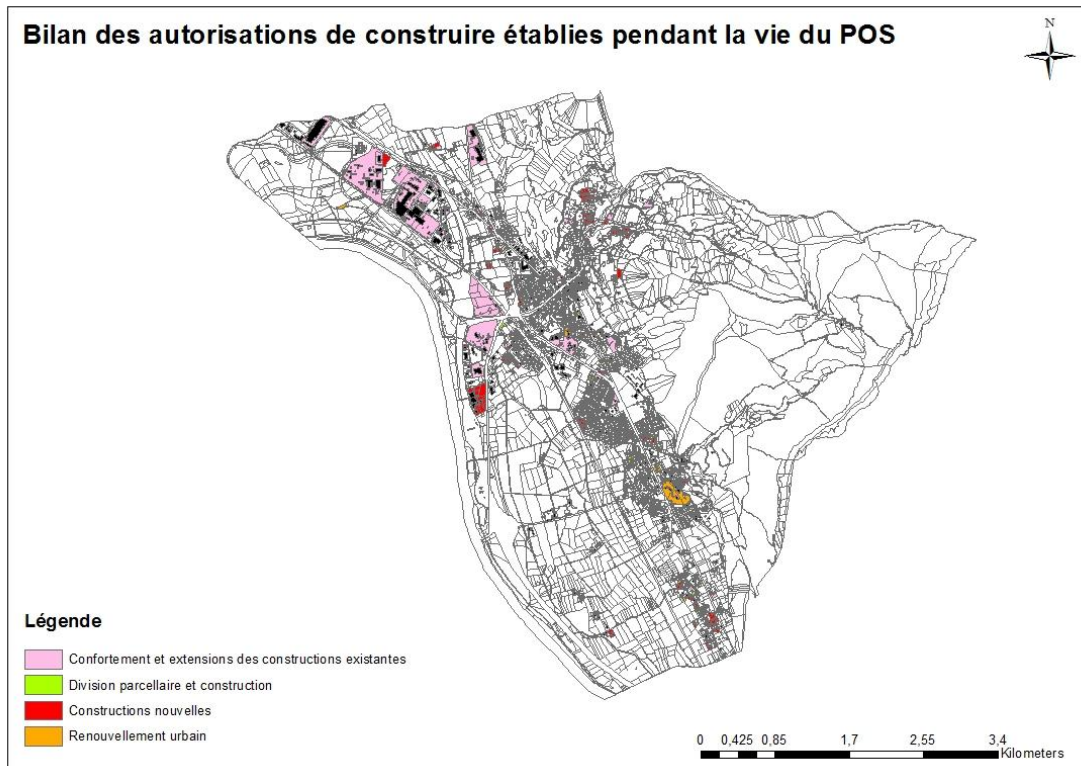 Bilan des autorisations de construire établies pendant la vie du POS
N
Légende
Confortement et extensions des constructions existantes
Division parcellaire et construction
Constructions nouvelles
Renouvellement urbain
0 0,425 0,85 1,7 2,55 3,4
Kilometers